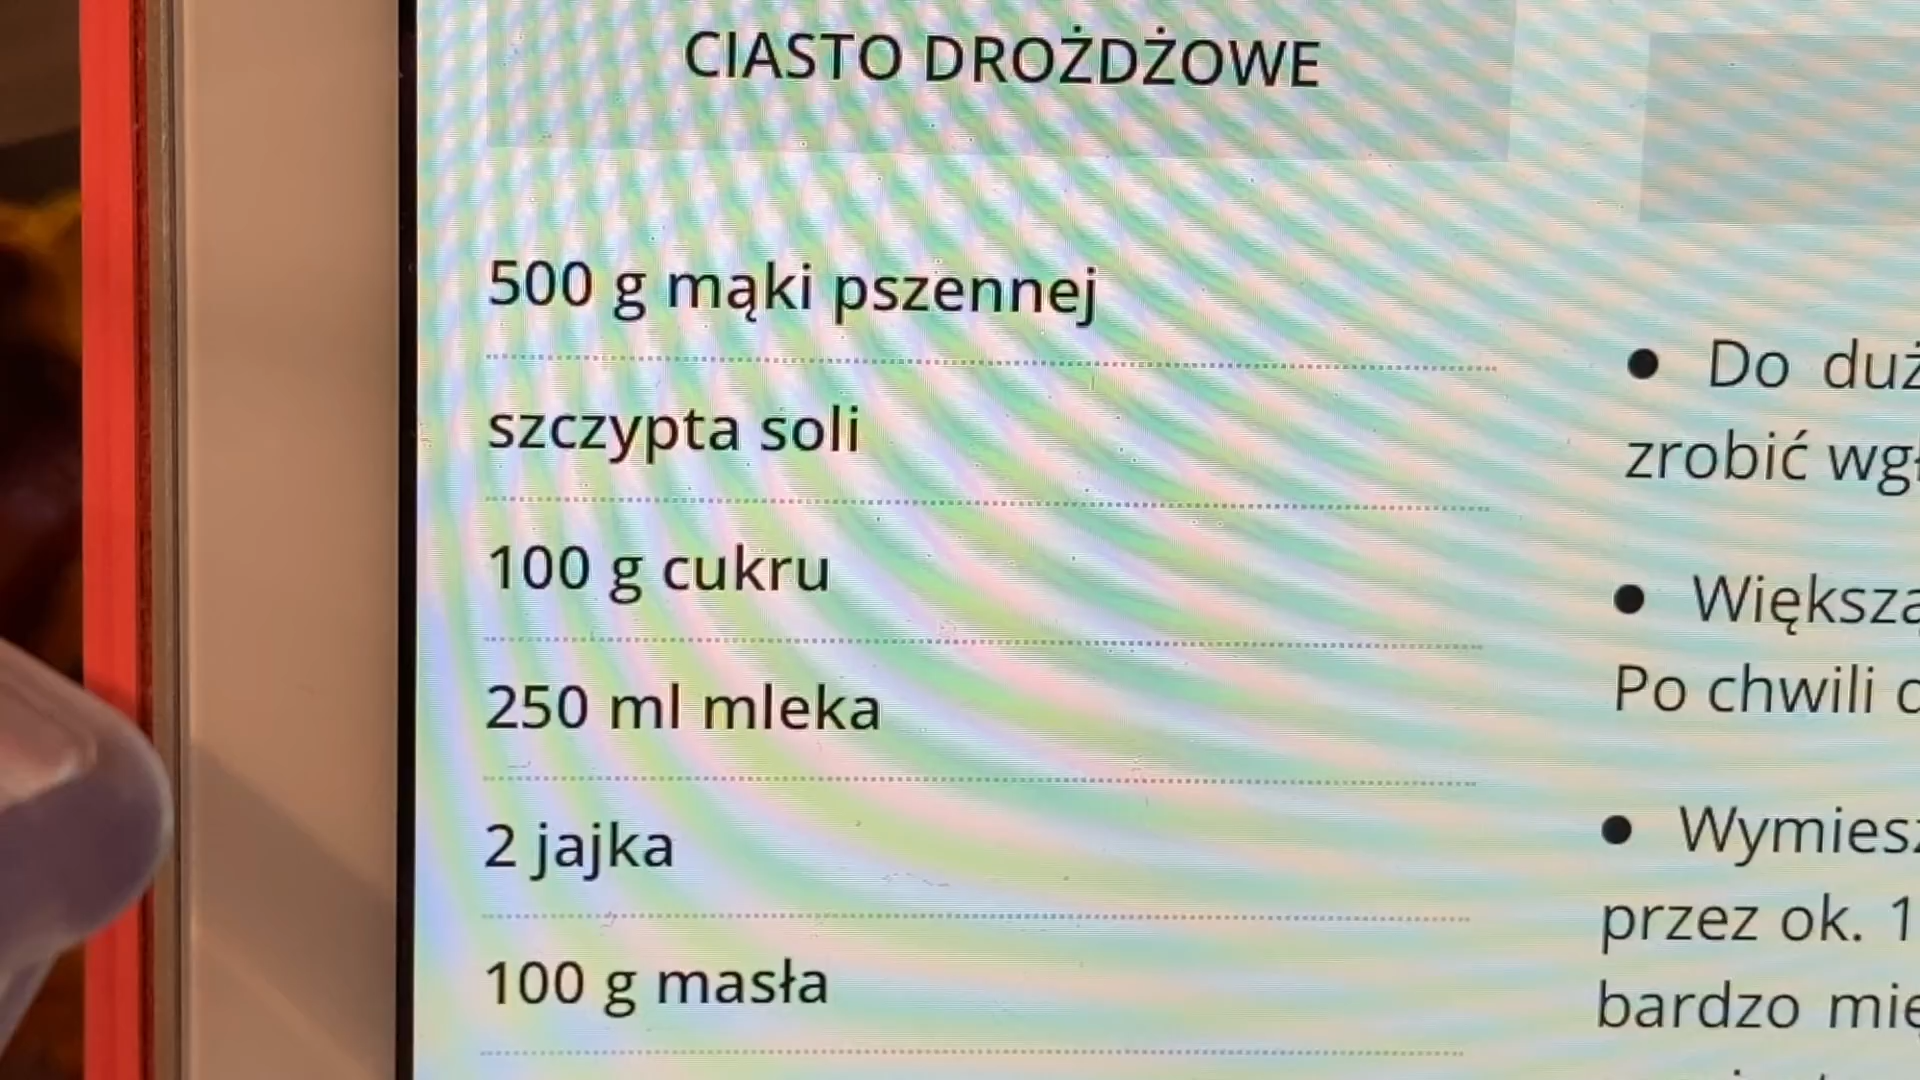 CIASTO DROŻDŻOWE
500 g mąki pszennej
szczypta soli
100 g cukru
250 ml mleka
2 jajka
100 g masła
• Do
zrobić
•
Po chwili
•
przez ok. 1
bardzo